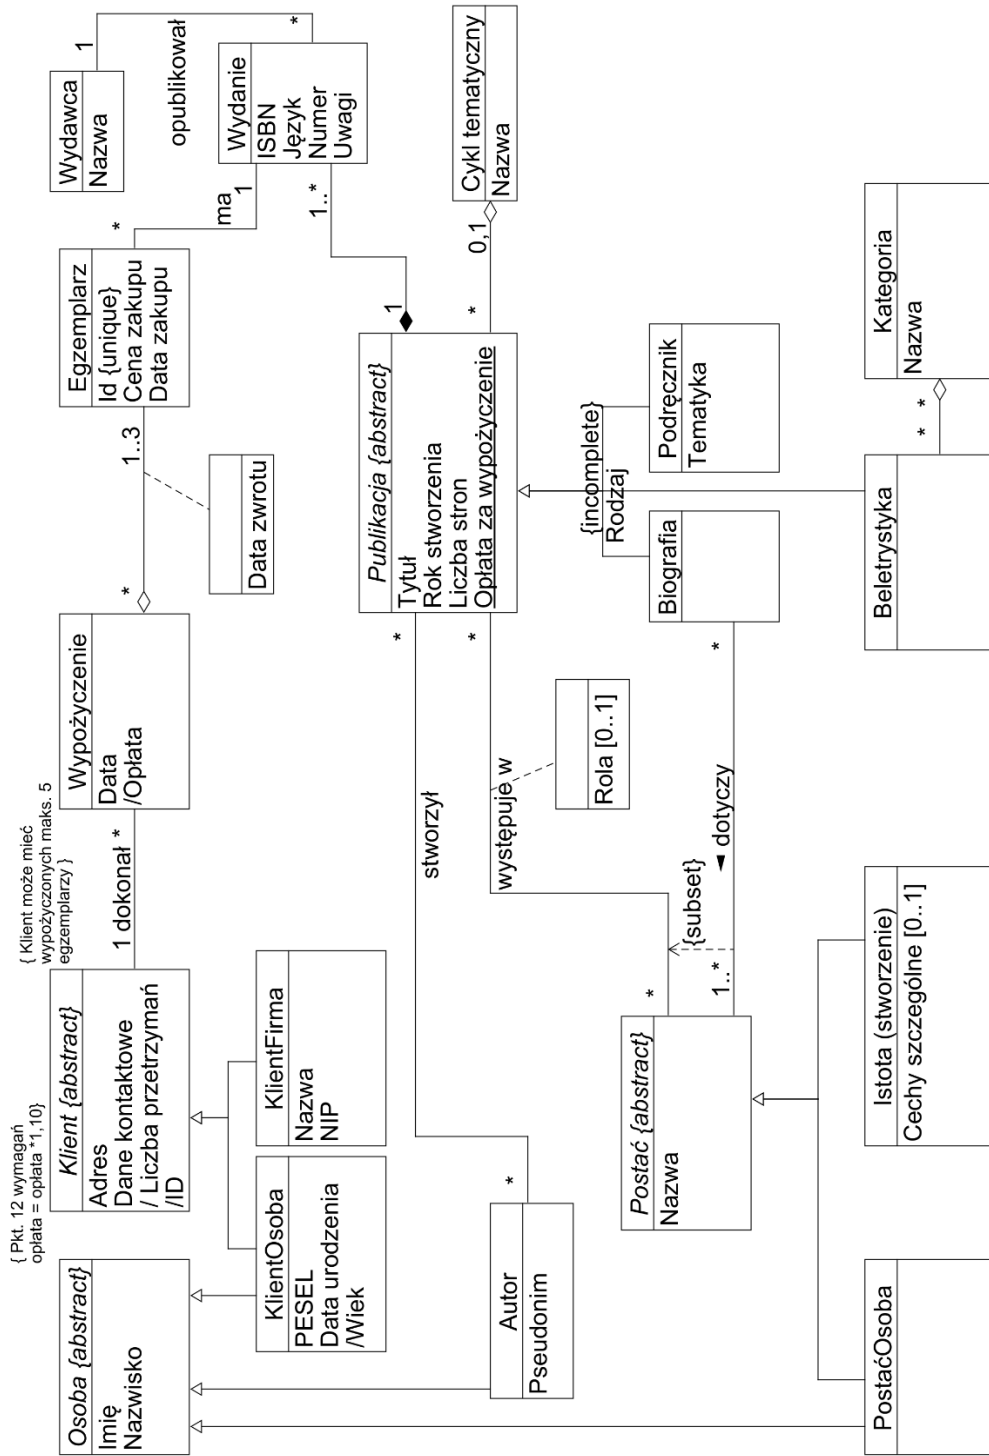 { Pkt. 12 wymagań
opłata = opłata *1,10}
{ Klient może mieć
wypożyczonych maks. 5
egzemplarzy }
Osoba {abstract}
Imię
Nazwisko
Klient {abstract}
Adres
Dane kontaktowe
/ Liczba przetrzymań
/ID
1 dokonał *
Wypożyczenie
Data
/Opłata
*
1..3
Egzemplarz
Id {unique}
Cena zakupu
Data zakupu
*
ma
1
Wydawca
Nazwa
1
opublikował
*
Data zwrotu
KlientOsoba
PESEL
Data urodzenia
/Wiek
KlientFirma
Nazwa
NIP
Wydanie
ISBN
Język
Numer
Uwagi
1..*
1
Autor
Pseudonim
*
stworzył
*
Publikacja {abstract}
Tytuł
Rok stworzenia
Liczba stron
Opłata za wypożyczenie
*
0,1
Cykl tematyczny
Nazwa
*
występuje w
*
Rola [0..1]
Postać {abstract}
Nazwa
1..*
{subset}
◄ dotyczy
*
{incomplete}
Rodzaj
Biografia
Podręcznik
Tematyka
PostaćOsoba
Istota (stworzenie)
Cechy szczególne [0..1]
Beletrystyka
*
*
Kategoria
Nazwa